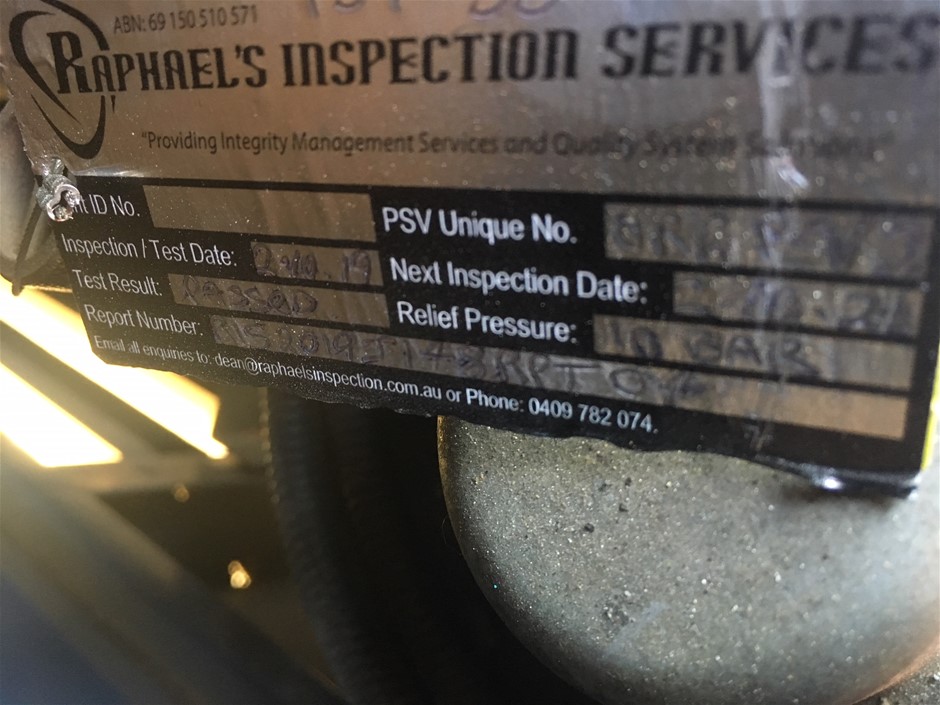 ABN: 69 150 510 571
RAPHAEL'S INSPECTION SERVICES
"Providing Integrity Management Services and Quality System Solutions"
ID No. PSV Unique No.
Inspection / Test Date: Next Inspection Date:
Test Result: PASSED Relief Pressure: 10 BAR
Report Number:
Email all enquiries to: dean@raphaelsinspection.com.au or Phone: 0409 782 074.